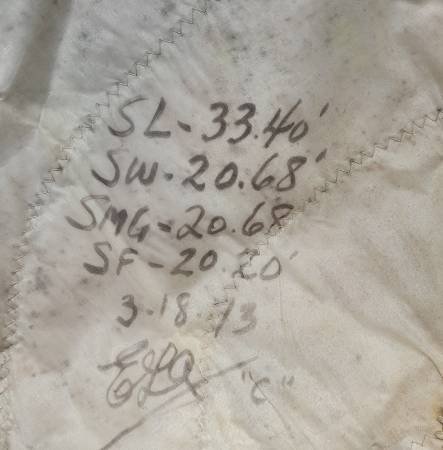 SL - 33.40'
SW - 20.68'
SMG - 20.68
SF - 20.20'
3-18-13
"C"